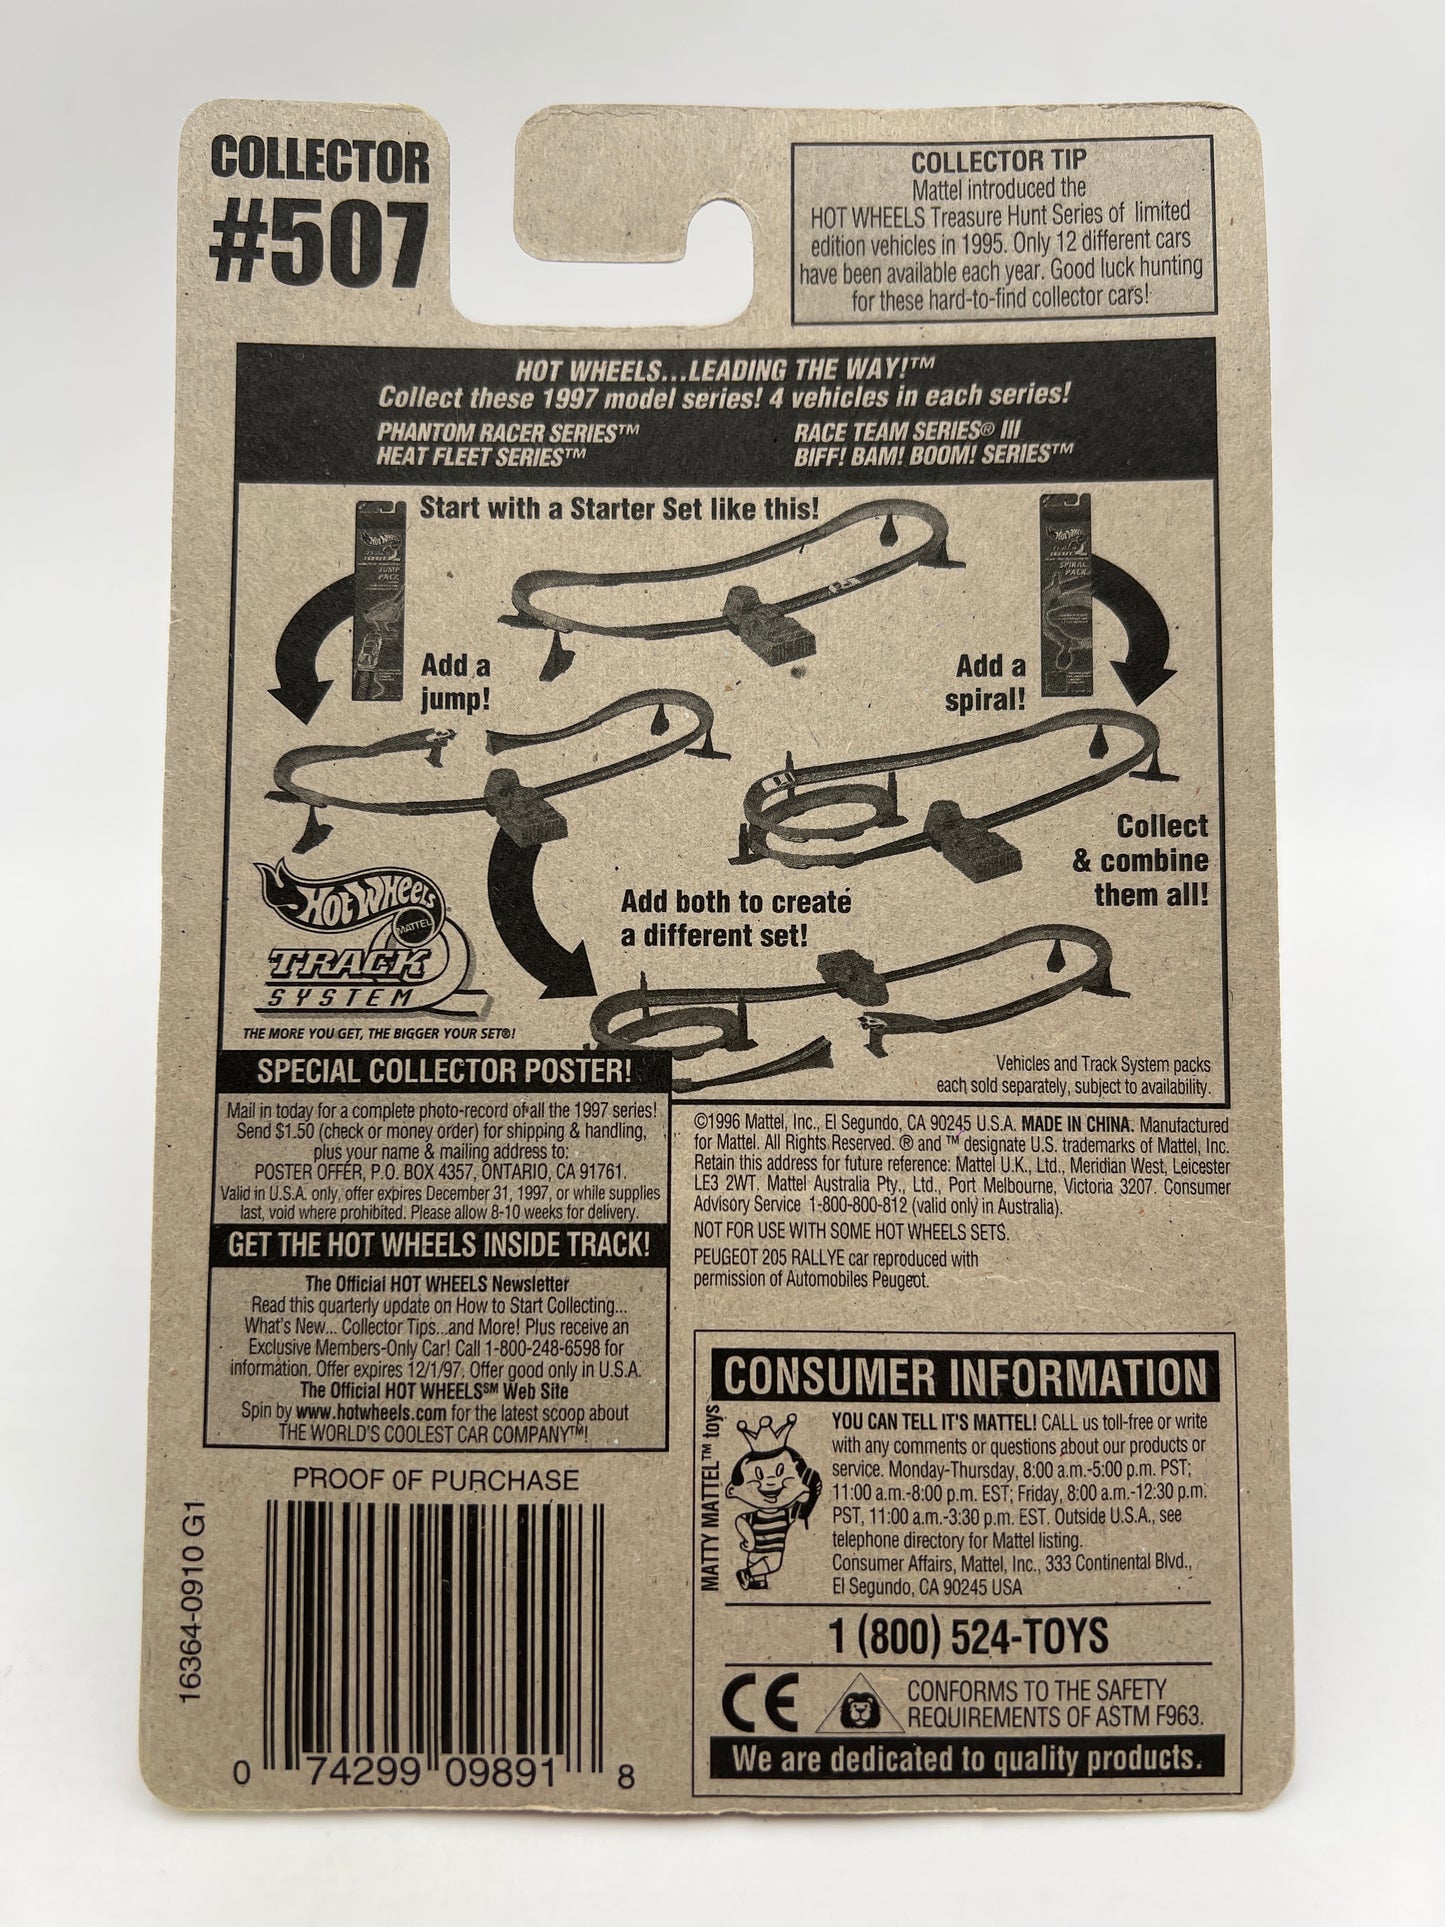 COLLECTOR
#507
COLLECTOR TIP
Mattel introduced the
HOT WHEELS Treasure Hunt Series of limited
edition vehicles in 1995. Only 12 different cars
have been available each year. Good luck hunting
for these hard-to-find collector cars!
HOT WHEELS...LEADING THE WAY!™
Collect these 1997 model series! 4 vehicles in each series!
PHANTOM RACER SERIES™
HEAT FLEET SERIES™
RACE TEAM SERIES® III
BIFF! BAM! BOOM! SERIES™
Start with a Starter Set like this!
JUMP
PACK
SPIRAL
PACK
Add a
jump!
Add a
spiral!
Collect
& combine
them all!
Add both to create
a different set!
HOT WHEELS
MATTEL
TRACK
SYSTEM
THE MORE YOU GET, THE BIGGER YOUR SET®!
Vehicles and Track System packs
each sold separately, subject to availability.
SPECIAL COLLECTOR POSTER!
Mail in today for a complete photo-record of all the 1997 series!
Send $1.50 (check or money order) for shipping & handling,
plus your name & mailing address to:
POSTER OFFER, P.O. BOX 4357, ONTARIO, CA 91761.
Valid in U.S.A. only, offer expires December 31, 1997, or while supplies
last, void where prohibited. Please allow 8-10 weeks for delivery.
GET THE HOT WHEELS INSIDE TRACK!
The Official HOT WHEELS Newsletter
Read this quarterly update on How to Start Collecting...
What's New... Collector Tips...and More! Plus receive an
Exclusive Members-Only Car! Call 1-800-248-6598 for
information. Offer expires 12/1/97. Offer good only in U.S.A.
The Official HOT WHEELS℠ Web Site
Spin by www.hotwheels.com for the latest scoop about
THE WORLD'S COOLEST CAR COMPANY™!
©1996 Mattel, Inc., El Segundo, CA 90245 U.S.A. MADE IN CHINA. Manufactured
for Mattel. All Rights Reserved. ® and ™ designate U.S. trademarks of Mattel, Inc.
Retain this address for future reference: Mattel U.K., Ltd., Meridian West, Leicester
LE3 2WT. Mattel Australia Pty., Ltd., Port Melbourne, Victoria 3207. Consumer
Advisory Service 1-800-800-812 (valid only in Australia).
NOT FOR USE WITH SOME HOT WHEELS SETS.
PEUGEOT 205 RALLYE car reproduced with
permission of Automobiles Peugeot.
PROOF OF PURCHASE
16364-0910 G1
0 74299 09891 8
CONSUMER INFORMATION
MATTY MATTEL™ toys
YOU CAN TELL IT'S MATTEL! CALL us toll-free or write
with any comments or questions about our products or
service. Monday-Thursday, 8:00 a.m.-5:00 p.m. PST;
11:00 a.m.-8:00 p.m. EST; Friday, 8:00 a.m.-12:30 p.m.
PST, 11:00 a.m.-3:30 p.m. EST. Outside U.S.A., see
telephone directory for Mattel listing.
Consumer Affairs, Mattel, Inc., 333 Continental Blvd.,
El Segundo, CA 90245 USA
1 (800) 524-TOYS
CE
CONFORMS TO THE SAFETY
REQUIREMENTS OF ASTM F963.
We are dedicated to quality products.